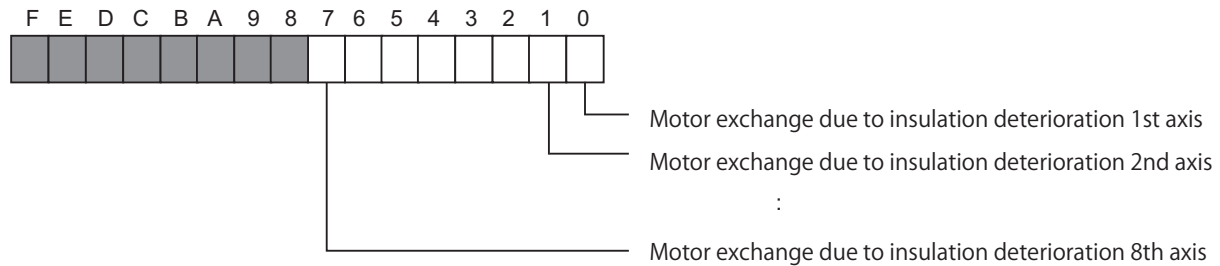 F E D C B A 9 8 7 6 5 4 3 2 1 0
Motor exchange due to insulation deterioration 1st axis
Motor exchange due to insulation deterioration 2nd axis
:
Motor exchange due to insulation deterioration 8th axis